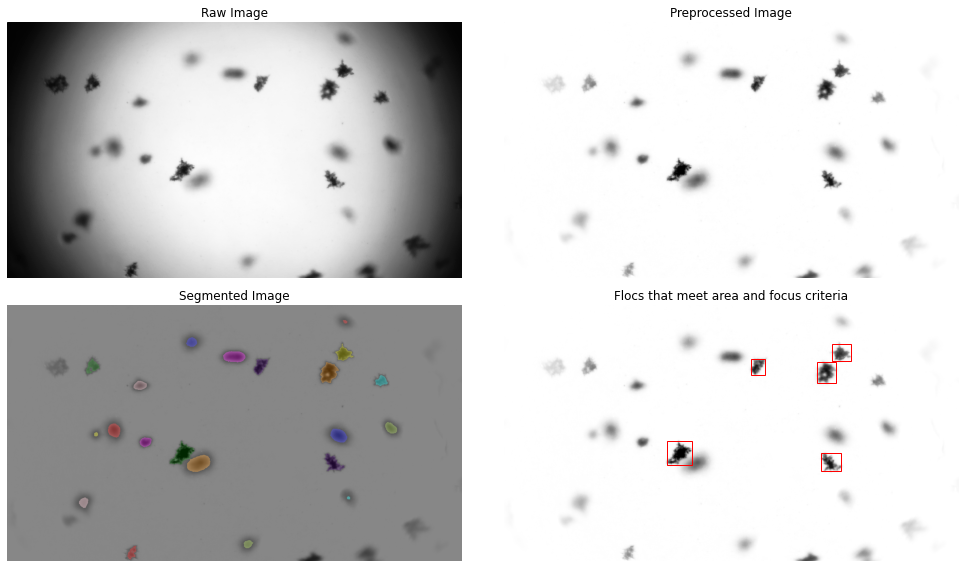 Raw Image
Preprocessed Image
Segmented Image
Flocs that meet area and focus criteria